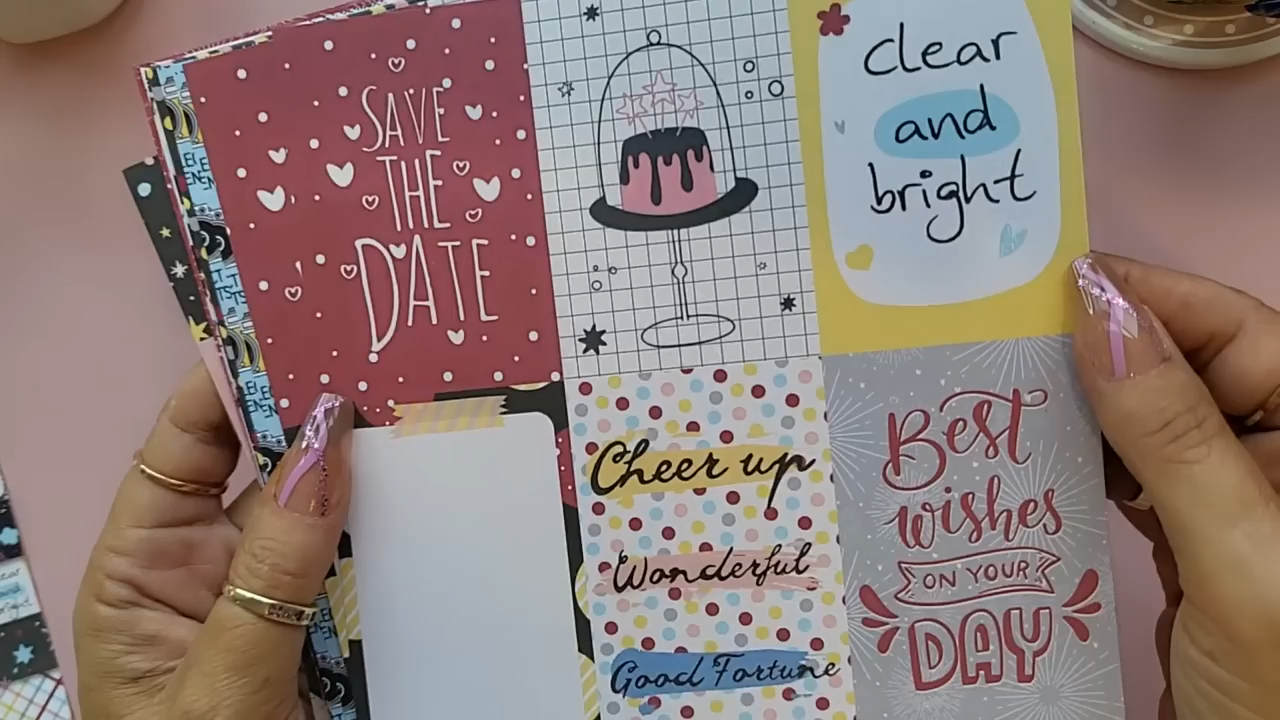 SAVE
THE
DATE
clear
and
bright
Cheer up
Wonderful
Good Fortune
Best
wishes
ON YOUR
DAY